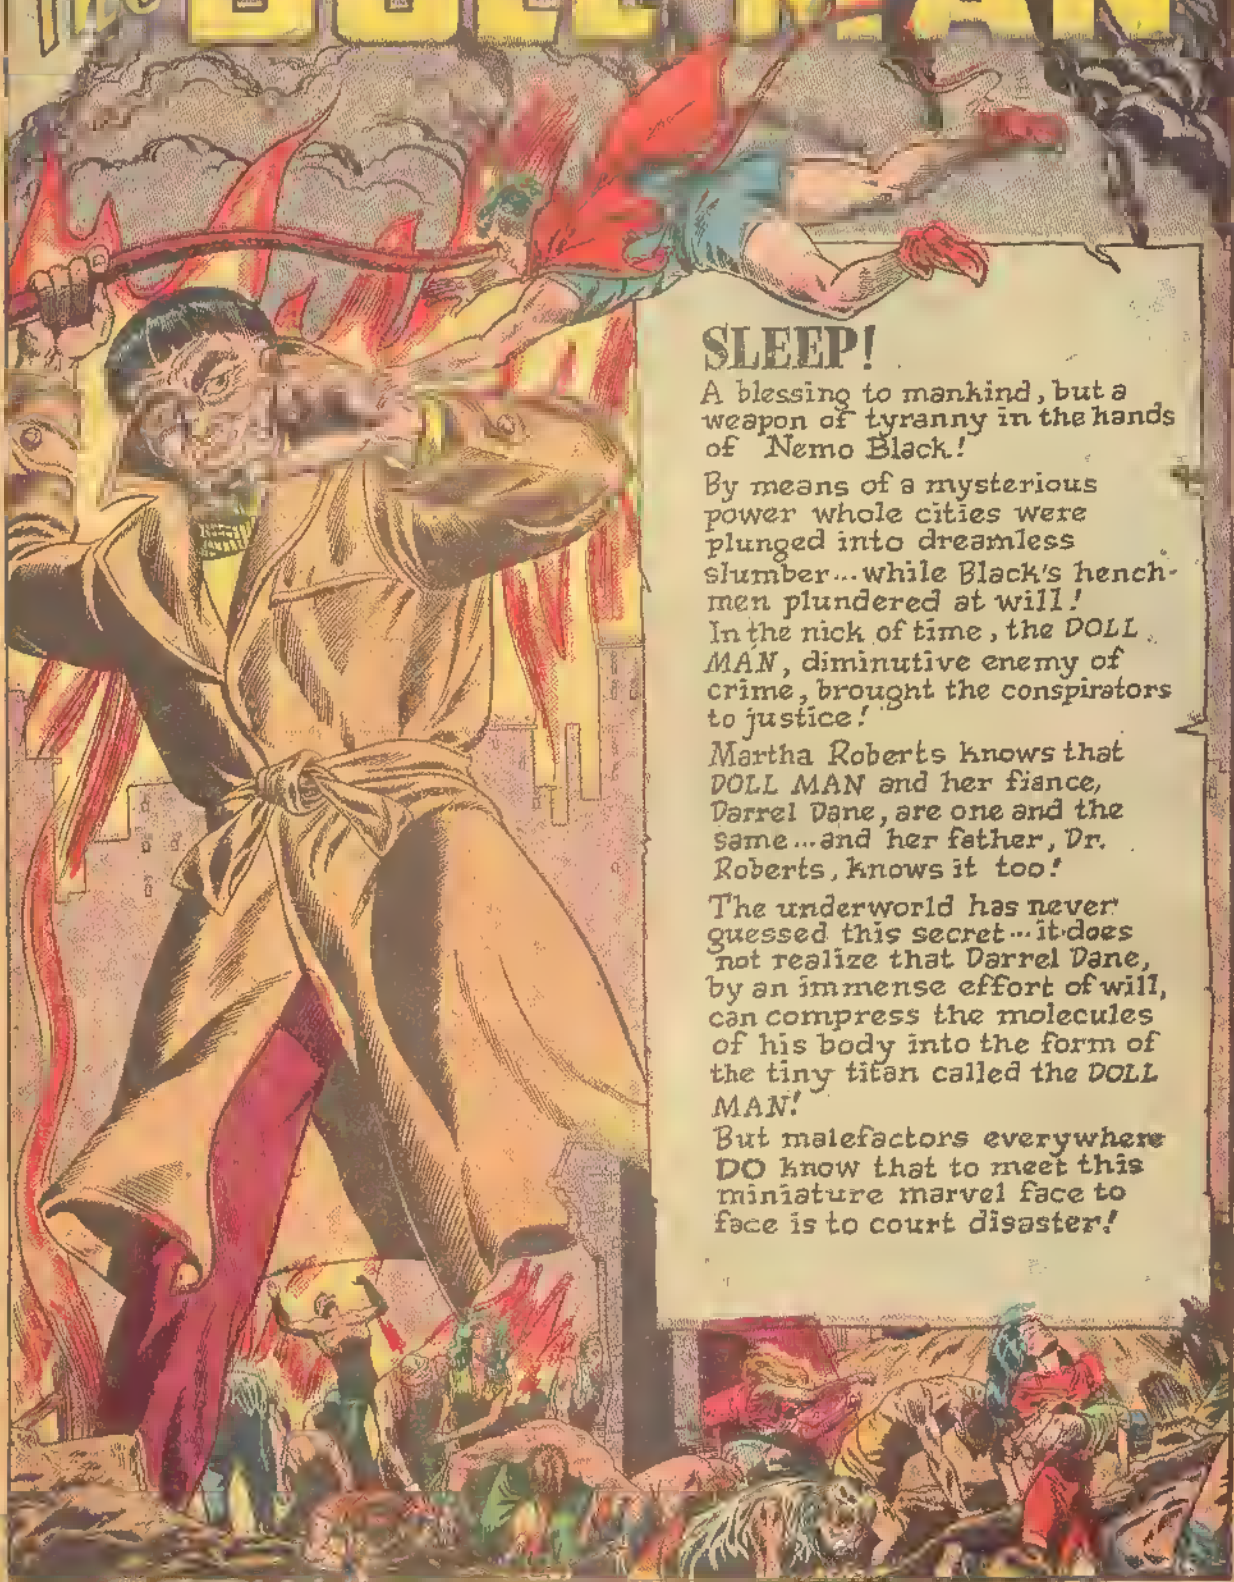 The DOLL MAN
SLEEP!
A blessing to mankind, but a
weapon of tyranny in the hands
of Nemo Black!
By means of a mysterious
power whole cities were
plunged into dreamless
slumber...while Black's hench-
men plundered at will!
In the nick of time, the DOLL
MAN, diminutive enemy of
crime, brought the conspirators
to justice!
Martha Roberts knows that
DOLL MAN and her fiance,
Darrel Dane, are one and the
same...and her father, Dr.
Roberts, knows it too!
The underworld has never
guessed this secret...it does
not realize that Darrel Dane,
by an immense effort of will,
can compress the molecules
of his body into the form of
the tiny titan called the DOLL
MAN!
But malefactors everywhere
DO know that to meet this
miniature marvel face to
face is to court disaster!